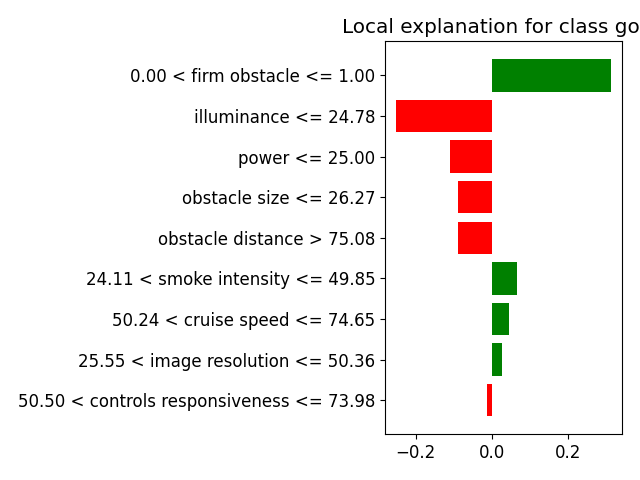 Local explanation for class go
0.00 < firm obstacle <= 1.00
illuminance <= 24.78
power <= 25.00
obstacle size <= 26.27
obstacle distance > 75.08
24.11 < smoke intensity <= 49.85
50.24 < cruise speed <= 74.65
25.55 < image resolution <= 50.36
50.50 < controls responsiveness <= 73.98
−0.2 0.0 0.2